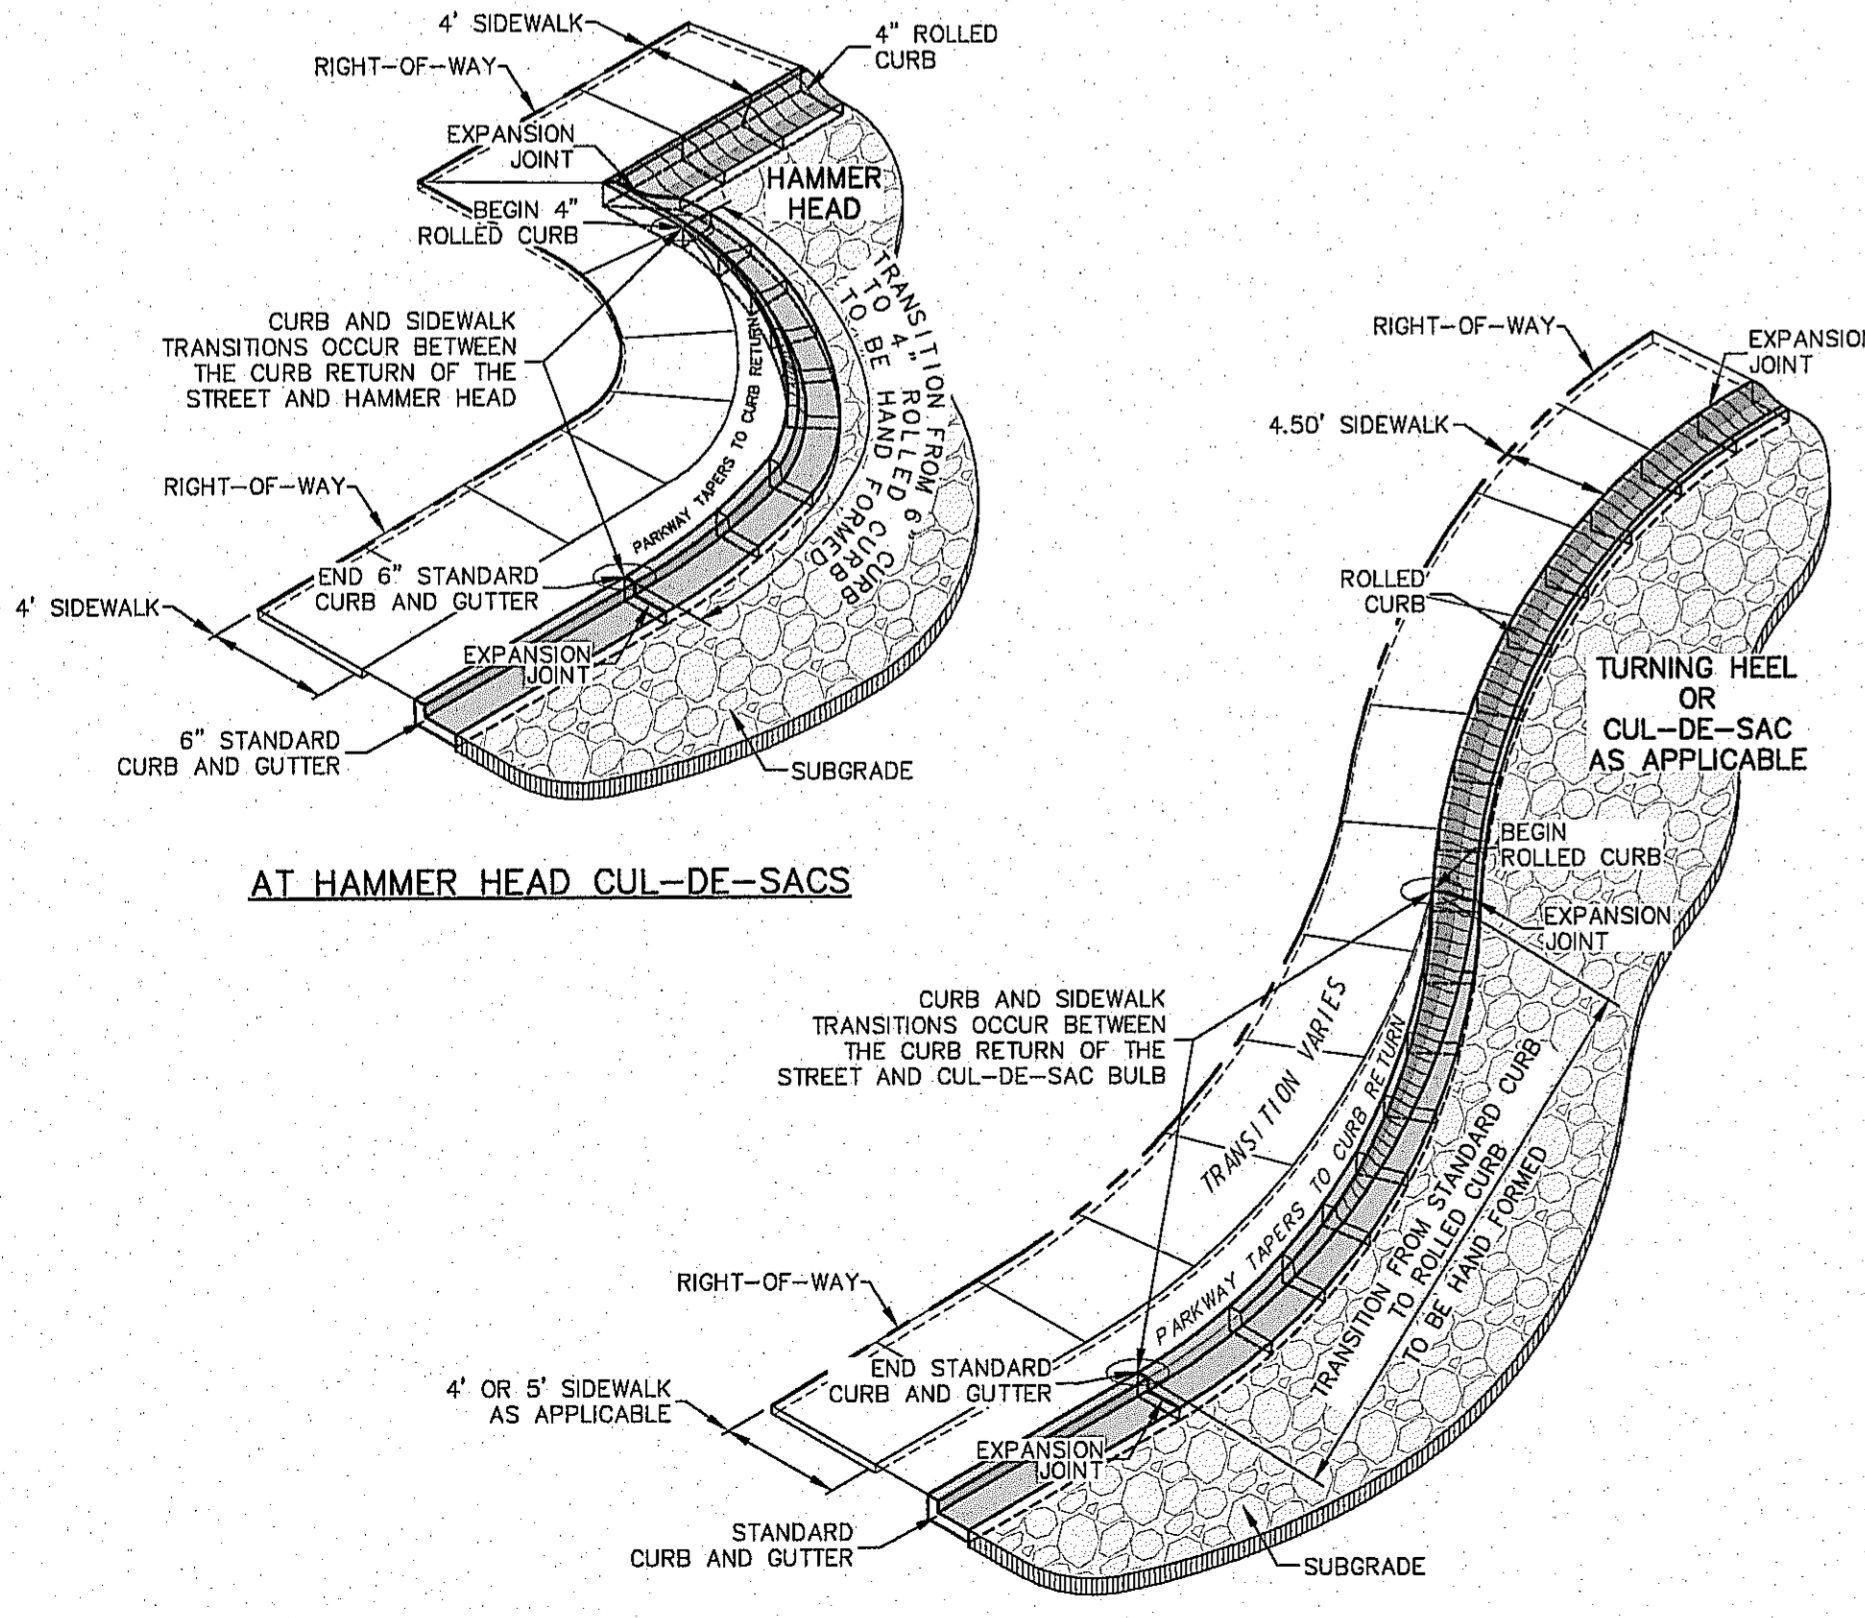 4' SIDEWALK
4" ROLLED
CURB
RIGHT-OF-WAY
EXPANSION
JOINT
HAMMER
HEAD
BEGIN 4"
ROLLED CURB
TRANSITION FROM 6" CURB
TO 4" ROLLED CURB
TO BE HAND FORMED
CURB AND SIDEWALK
TRANSITIONS OCCUR BETWEEN
THE CURB RETURN OF THE
STREET AND HAMMER HEAD
PARKWAY TAPERS TO CURB RETURN
RIGHT-OF-WAY
END 6" STANDARD
CURB AND GUTTER
4' SIDEWALK
EXPANSION
JOINT
6" STANDARD
CURB AND GUTTER
SUBGRADE
AT HAMMER HEAD CUL-DE-SACS
RIGHT-OF-WAY
EXPANSIO
JOINT
4.50' SIDEWALK
ROLLED
CURB
TURNING HEEL
OR
CUL-DE-SAC
AS APPLICABLE
BEGIN
ROLLED CURB
EXPANSION
JOINT
CURB AND SIDEWALK
TRANSITIONS OCCUR BETWEEN
THE CURB RETURN OF THE
STREET AND CUL-DE-SAC BULB
TRANSITION VARIES
PARKWAY TAPERS TO CURB RETURN
TRANSITION FROM STANDARD CURB
TO ROLLED CURB
TO BE HAND FORMED
RIGHT-OF-WAY
END STANDARD
CURB AND GUTTER
4' OR 5' SIDEWALK
AS APPLICABLE
EXPANSION
JOINT
STANDARD
CURB AND GUTTER
SUBGRADE